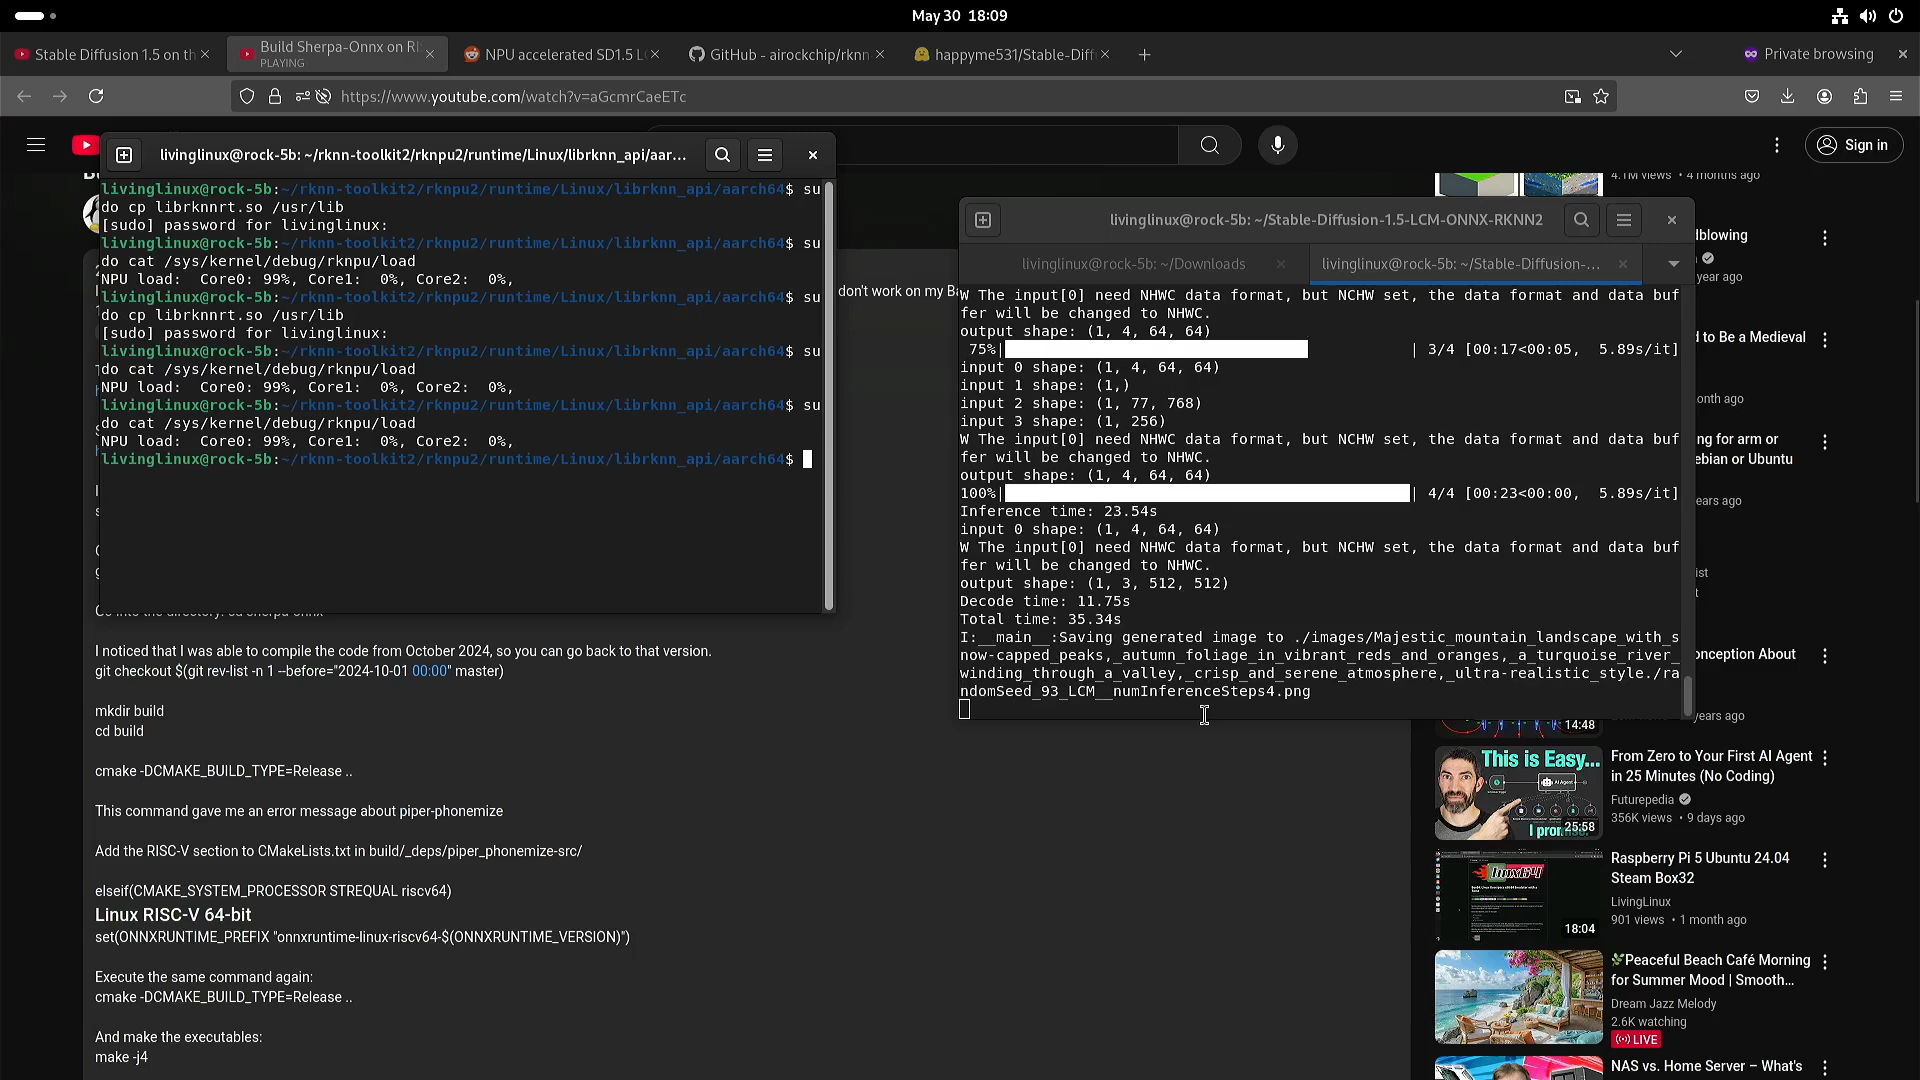 May 30 18:09
Stable Diffusion 1.5 on th
Build Sherpa-Onnx on RI
PLAYING
NPU accelerated SD1.5 LC
GitHub - airockchip/rknn
happyme531/Stable-Diff
Private browsing
https://www.youtube.com/watch?v=aGcmrCaeETc
livinglinux@rock-5b: ~/rknn-toolkit2/rknpu2/runtime/Linux/librknn_api/aar...
Sign in
livinglinux@rock-5b:~/rknn-toolkit2/rknpu2/runtime/Linux/librknn_api/aarch64$ su
do cp librknnrt.so /usr/lib
[sudo] password for livinglinux:
livinglinux@rock-5b:~/rknn-toolkit2/rknpu2/runtime/Linux/librknn_api/aarch64$ su
do cat /sys/kernel/debug/rknpu/load
NPU load:  Core0: 99%, Core1:  0%, Core2:  0%,
livinglinux@rock-5b:~/rknn-toolkit2/rknpu2/runtime/Linux/librknn_api/aarch64$ su
do cp librknnrt.so /usr/lib
[sudo] password for livinglinux:
livinglinux@rock-5b:~/rknn-toolkit2/rknpu2/runtime/Linux/librknn_api/aarch64$ su
do cat /sys/kernel/debug/rknpu/load
NPU load:  Core0: 99%, Core1:  0%, Core2:  0%,
livinglinux@rock-5b:~/rknn-toolkit2/rknpu2/runtime/Linux/librknn_api/aarch64$ su
do cat /sys/kernel/debug/rknpu/load
NPU load:  Core0: 99%, Core1:  0%, Core2:  0%,
livinglinux@rock-5b:~/rknn-toolkit2/rknpu2/runtime/Linux/librknn_api/aarch64$
don't work on my Ba
livinglinux@rock-5b: ~/Stable-Diffusion-1.5-LCM-ONNX-RKNN2
livinglinux@rock-5b: ~/Downloads
livinglinux@rock-5b: ~/Stable-Diffusion-...
W The input[0] need NHWC data format, but NCHW set, the data format and data buf
fer will be changed to NHWC.
output shape: (1, 4, 64, 64)
75%| | 3/4 [00:17<00:05,  5.89s/it]
input 0 shape: (1, 4, 64, 64)
input 1 shape: (1,)
input 2 shape: (1, 77, 768)
input 3 shape: (1, 256)
W The input[0] need NHWC data format, but NCHW set, the data format and data buf
fer will be changed to NHWC.
output shape: (1, 4, 64, 64)
100%| | 4/4 [00:23<00:00,  5.89s/it]
Inference time: 23.54s
input 0 shape: (1, 4, 64, 64)
W The input[0] need NHWC data format, but NCHW set, the data format and data buf
fer will be changed to NHWC.
output shape: (1, 3, 512, 512)
Decode time: 11.75s
Total time: 35.34s
I:__main__:Saving generated image to ./images/Majestic_mountain_landscape_with_s
now-capped_peaks,_autumn_foliage_in_vibrant_reds_and_oranges,_a_turquoise_river_
winding_through_a_valley,_crisp_and_serene_atmosphere,_ultra-realistic_style./ra
ndomSeed_93_LCM__numInferenceSteps4.png
I noticed that I was able to compile the code from October 2024, so you can go back to that version.
git checkout $(git rev-list -n 1 --before="2024-10-01 00:00" master)
mkdir build
cd build
cmake -DCMAKE_BUILD_TYPE=Release ..
This command gave me an error message about piper-phonemize
Add the RISC-V section to CMakeLists.txt in build/_deps/piper_phonemize-src/
elseif(CMAKE_SYSTEM_PROCESSOR STREQUAL riscv64)
Linux RISC-V 64-bit
set(ONNXRUNTIME_PREFIX "onnxruntime-linux-riscv64-$(ONNXRUNTIME_VERSION)")
Execute the same command again:
cmake -DCMAKE_BUILD_TYPE=Release ..
And make the executables:
make -j4
4.1M views • 4 months ago
lblowing
year ago
d to Be a Medieval
onth ago
ng for arm or
ebian or Ubuntu
ears ago
ist
t
onception About
years ago
14:48
This is Easy...
AI Agent
I promise.
25:58
From Zero to Your First AI Agent
in 25 Minutes (No Coding)
Futurepedia
356K views • 9 days ago
18:04
Raspberry Pi 5 Ubuntu 24.04
Steam Box32
LivingLinux
901 views • 1 month ago
Peaceful Beach Café Morning
for Summer Mood | Smooth...
Dream Jazz Melody
2.6K watching
LIVE
NAS vs. Home Server – What's